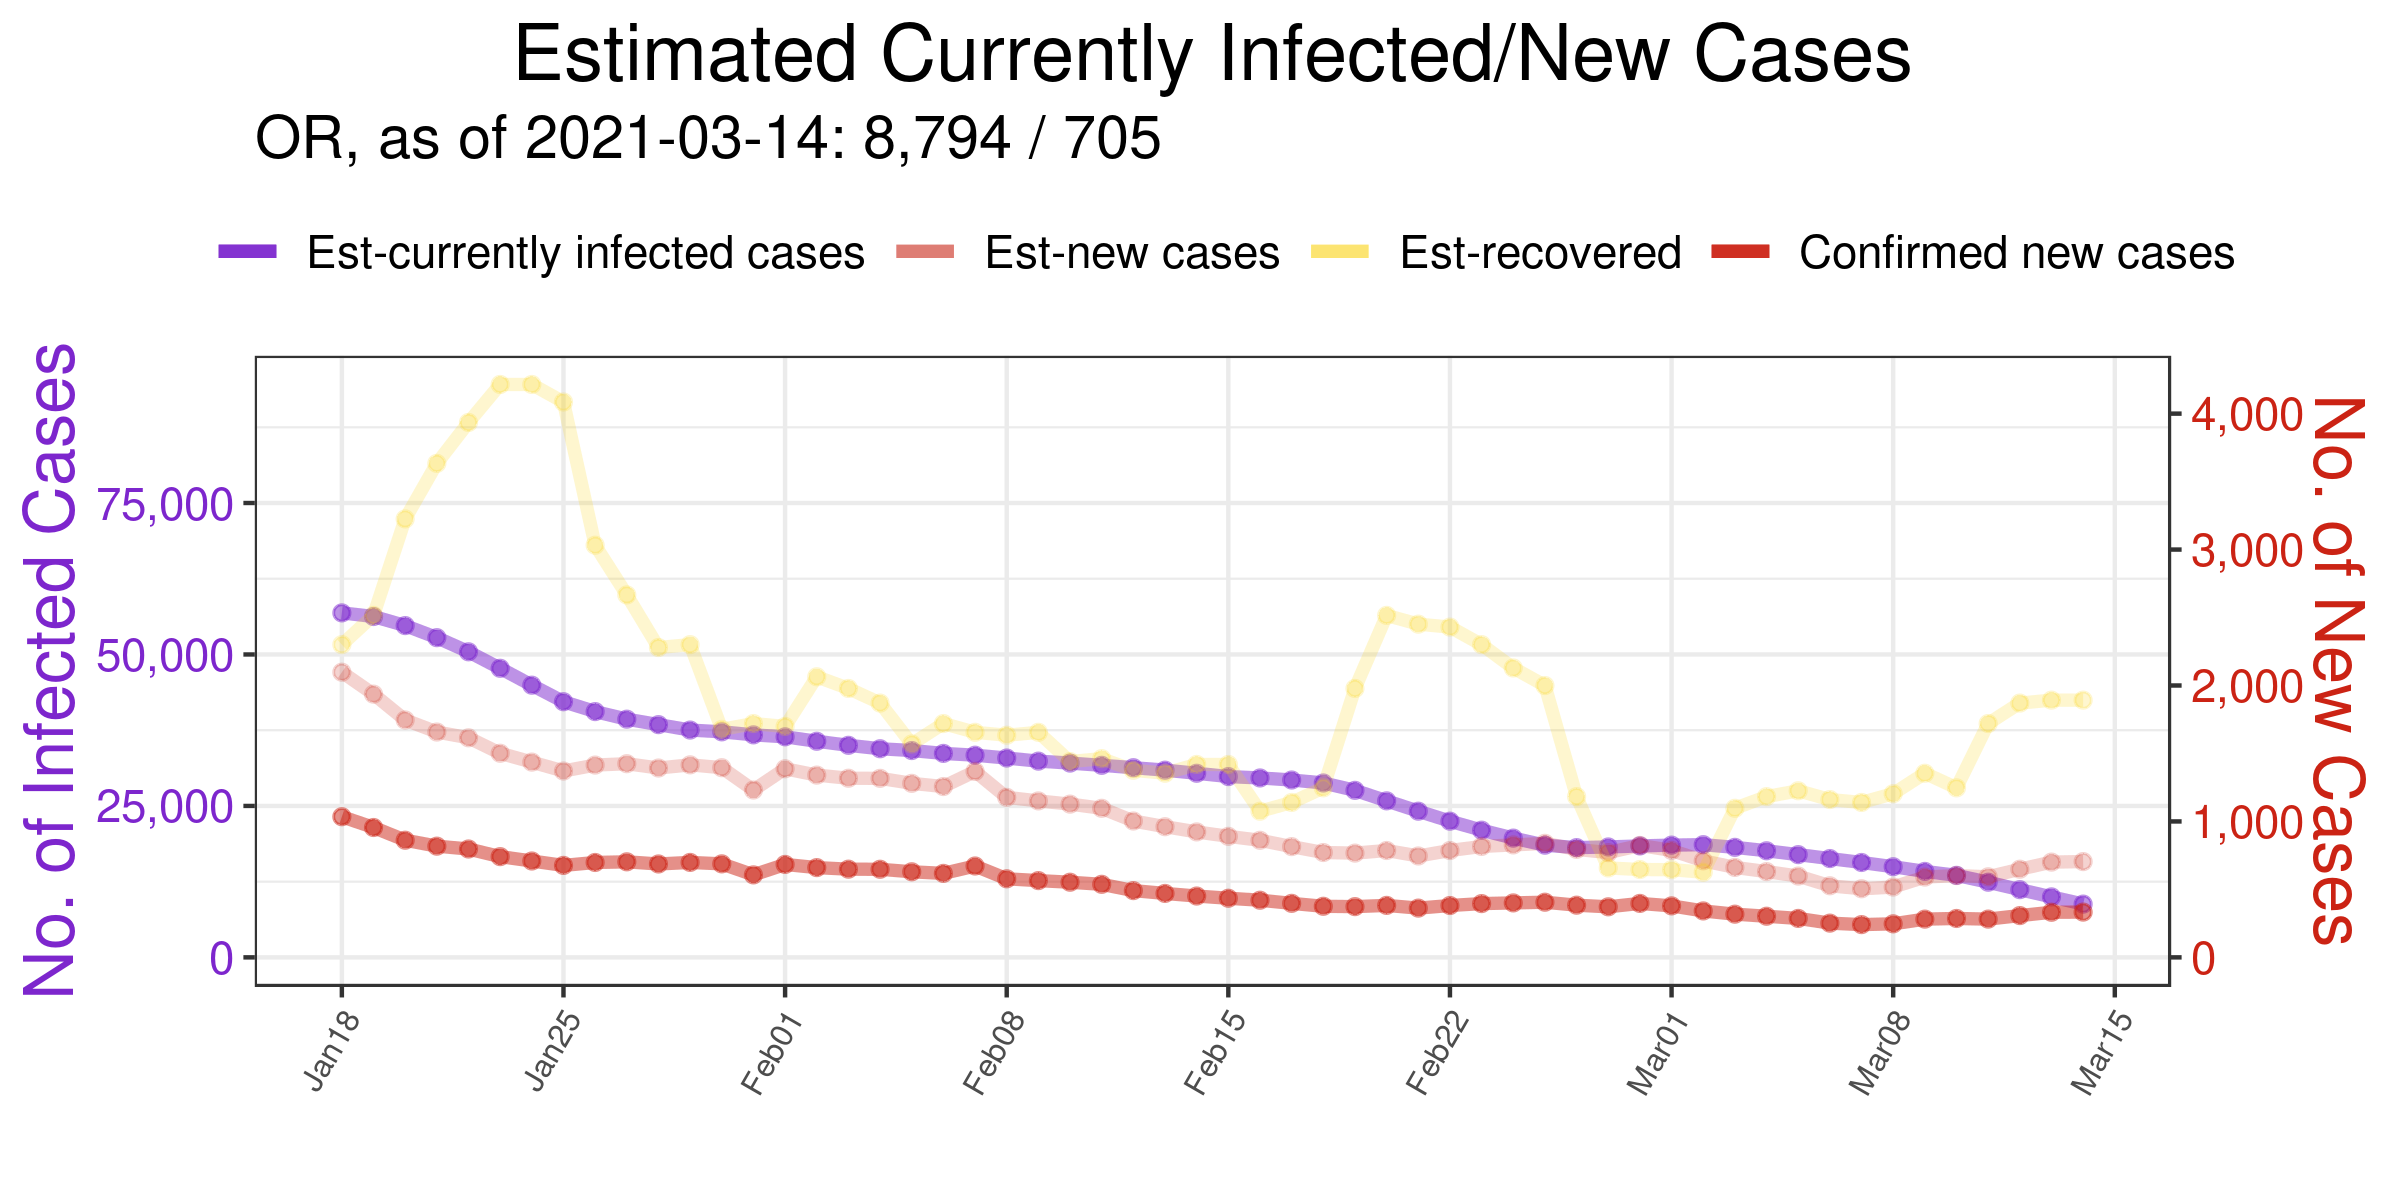 Estimated Currently Infected/New Cases
OR, as of 2021-03-14: 8,794 / 705
Est-currently infected cases Est-new cases Est-recovered Confirmed new cases
No. of Infected Cases
75,000
50,000
25,000
0
4,000
3,000
2,000
1,000
0
No. of New Cases
Jan18 Jan25 Feb01 Feb08 Feb15 Feb22 Mar01 Mar08 Mar15